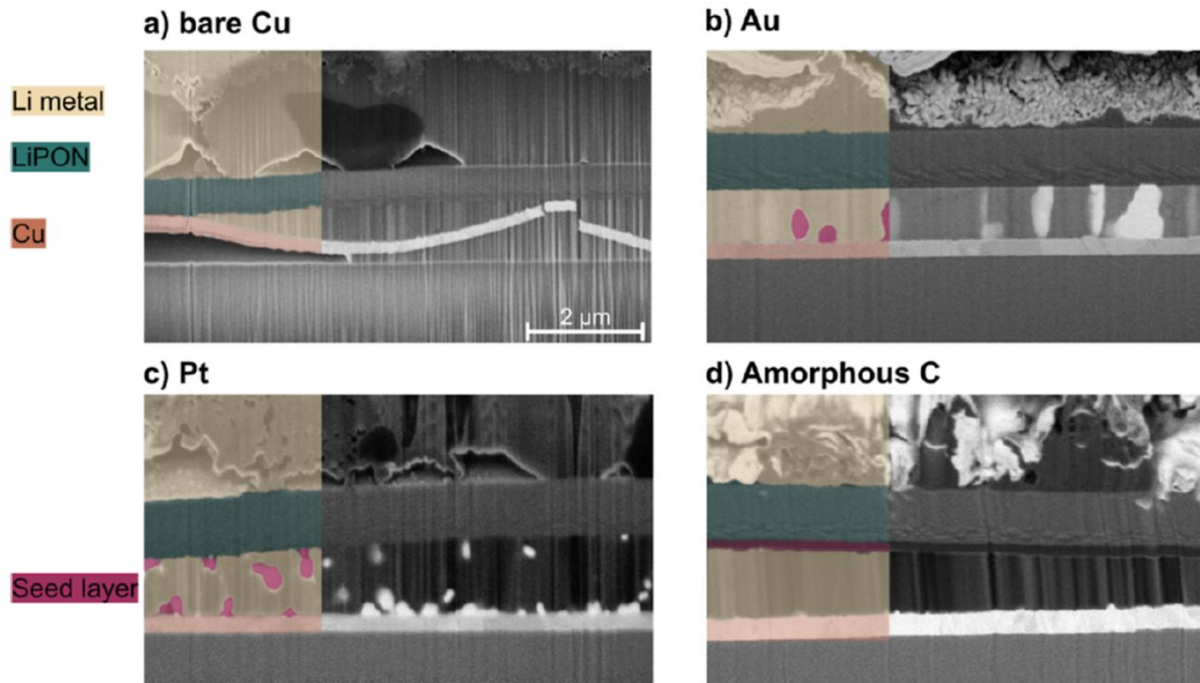 a) bare Cu
b) Au
Li metal
LiPON
Cu
2 μm
c) Pt
d) Amorphous C
Seed layer